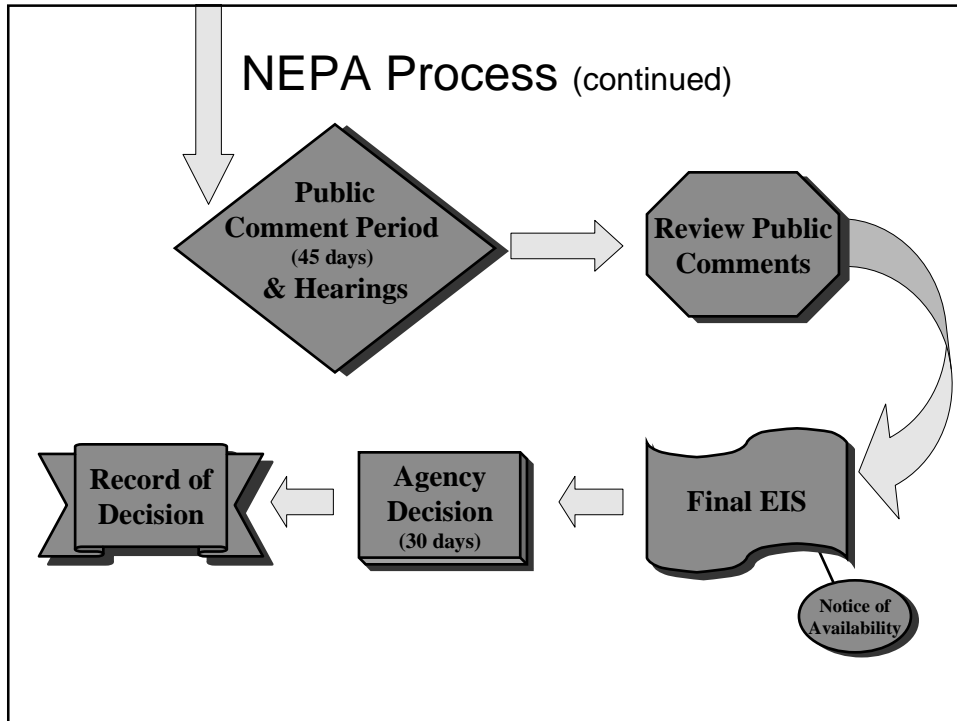 NEPA Process (continued)
Public
Comment Period
(45 days)
& Hearings
Review Public
Comments
Final EIS
Notice of
Availability
Agency
Decision
(30 days)
Record of
Decision